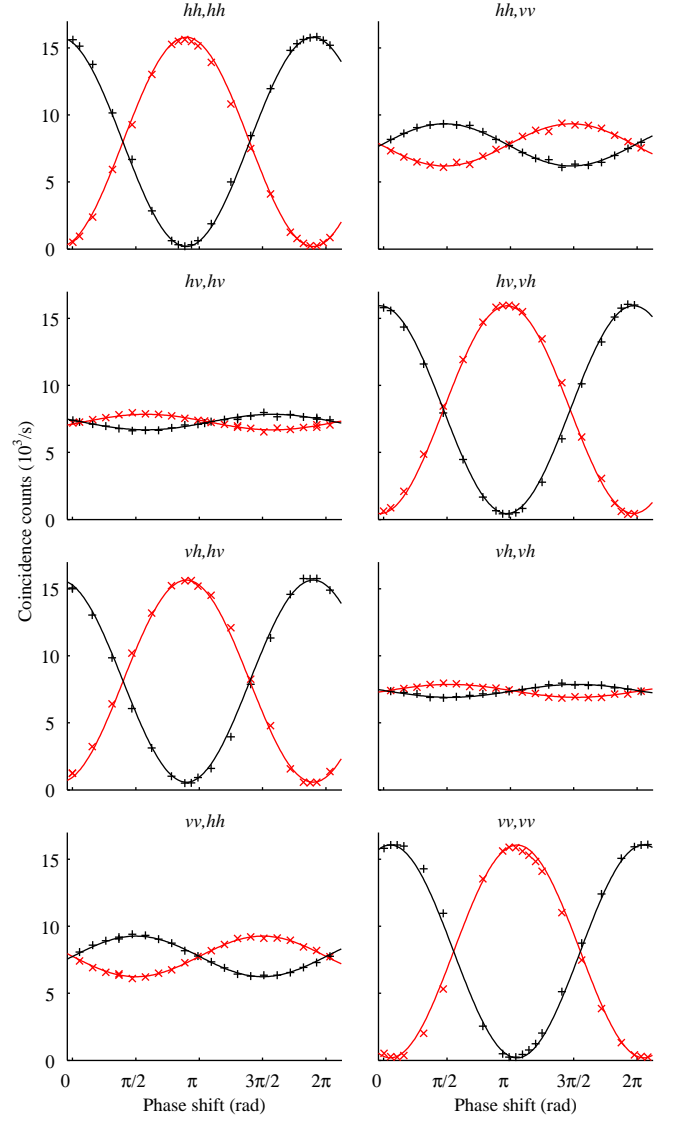 hh,hh
hh,vv
15
10
5
0
hv,hv
hv,vh
15
10
5
0
vh,hv
vh,vh
15
10
5
0
vv,hh
vv,vv
15
10
5
0
0 π/2 π 3π/2 2π
0 π/2 π 3π/2 2π
Phase shift (rad)
Phase shift (rad)
Coincidence counts (10³/s)